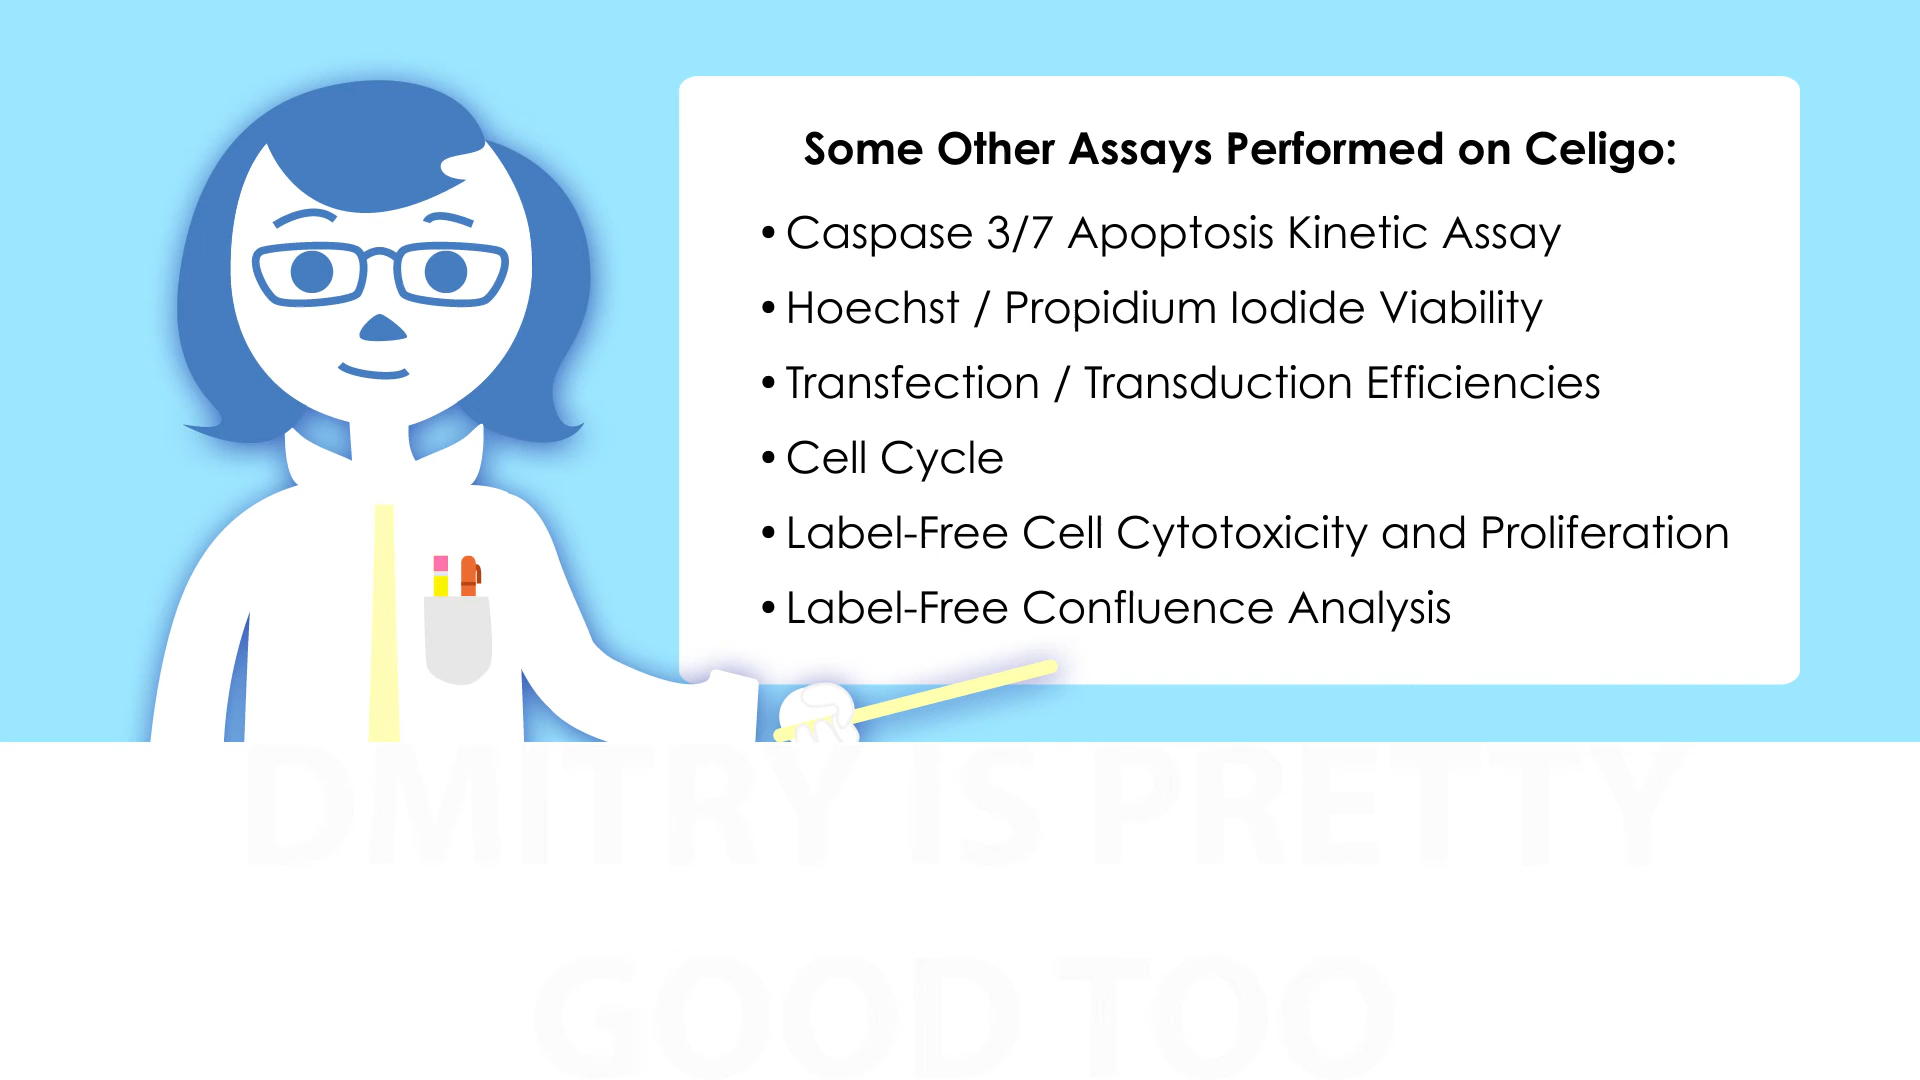 Some Other Assays Performed on Celigo:
• Caspase 3/7 Apoptosis Kinetic Assay
• Hoechst / Propidium Iodide Viability
• Transfection / Transduction Efficiencies
• Cell Cycle
• Label-Free Cell Cytotoxicity and Proliferation
• Label-Free Confluence Analysis
DMITRY IS PRETTY
GOOD TOO